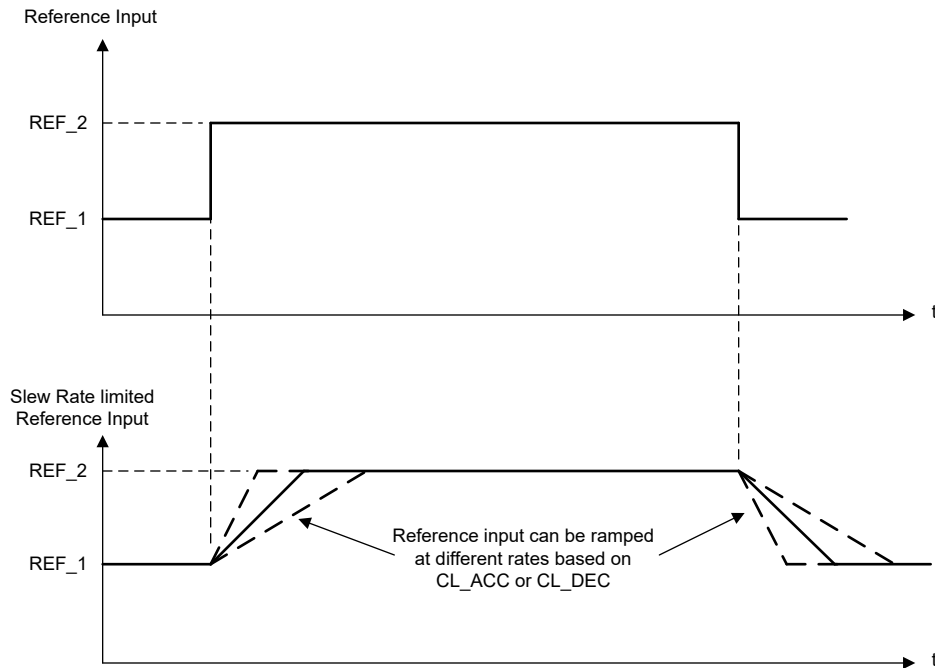 Reference Input
REF_2
REF_1
t
Slew Rate limited
Reference Input
REF_2
REF_1
Reference input can be ramped
at different rates based on
CL_ACC or CL_DEC
t